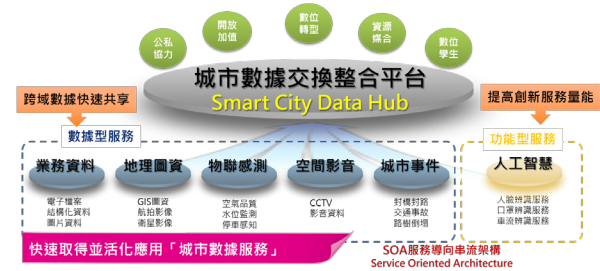 公私
協力
開放
加值
數位
轉型
資源
媒合
數位
孿生
城市數據交換整合平台
Smart City Data Hub
跨域數據快速共享
提高創新服務量能
數據型服務
功能型服務
業務資料
電子檔案
結構化資料
圖片資料
地理圖資
GIS圖資
航拍影像
衛星影像
物聯感測
空氣品質
水位監測
停車感知
空間影音
CCTV
影音資料
城市事件
封橋封路
交通事故
路樹倒塌
人工智慧
人臉辨識服務
口罩辨識服務
車流辨識服務
快速取得並活化應用「城市數據服務」
SOA服務導向串流架構
Service Oriented Architecture